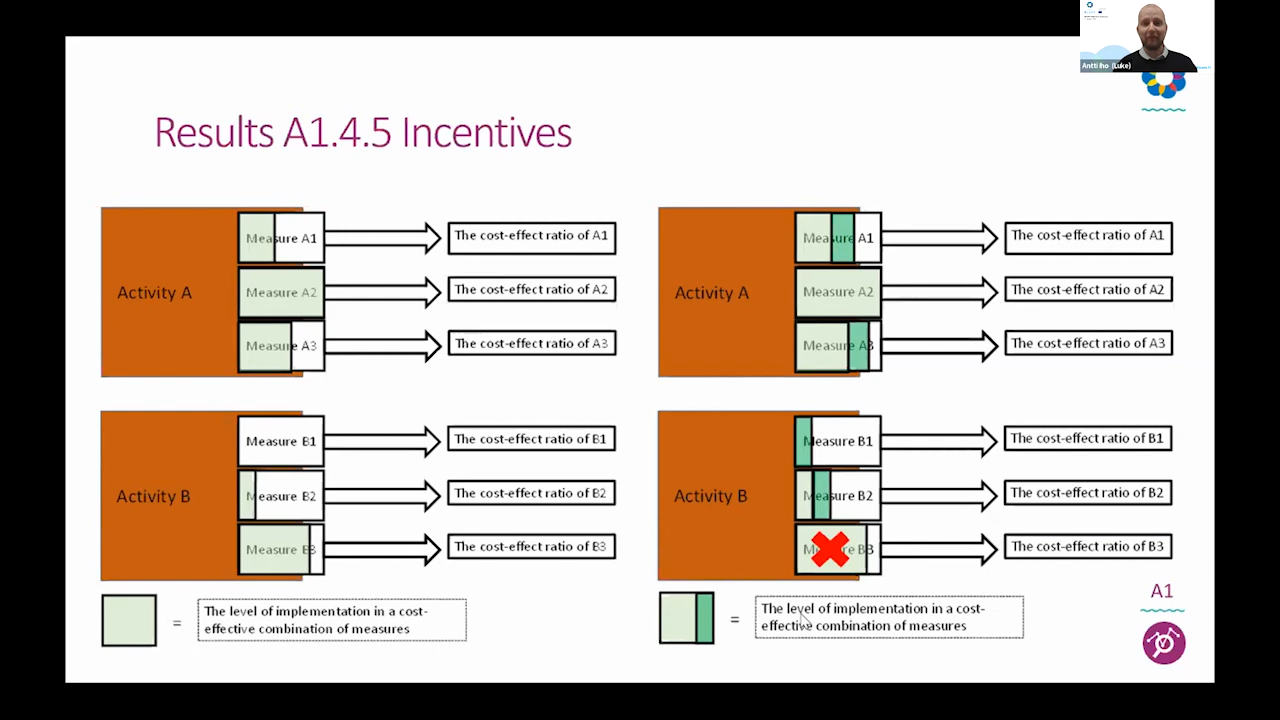 Antti Iho (Luke)
Results A1.4.5 Incentives
Activity A
Measure A1
The cost-effect ratio of A1
Measure A2
The cost-effect ratio of A2
Measure A3
The cost-effect ratio of A3
Activity B
Measure B1
The cost-effect ratio of B1
Measure B2
The cost-effect ratio of B2
Measure B3
The cost-effect ratio of B3
=
The level of implementation in a cost-
effective combination of measures
Activity A
Measure A1
The cost-effect ratio of A1
Measure A2
The cost-effect ratio of A2
Measure A3
The cost-effect ratio of A3
Activity B
Measure B1
The cost-effect ratio of B1
Measure B2
The cost-effect ratio of B2
Measure B3
The cost-effect ratio of B3
=
The level of implementation in a cost-
effective combination of measures
A1